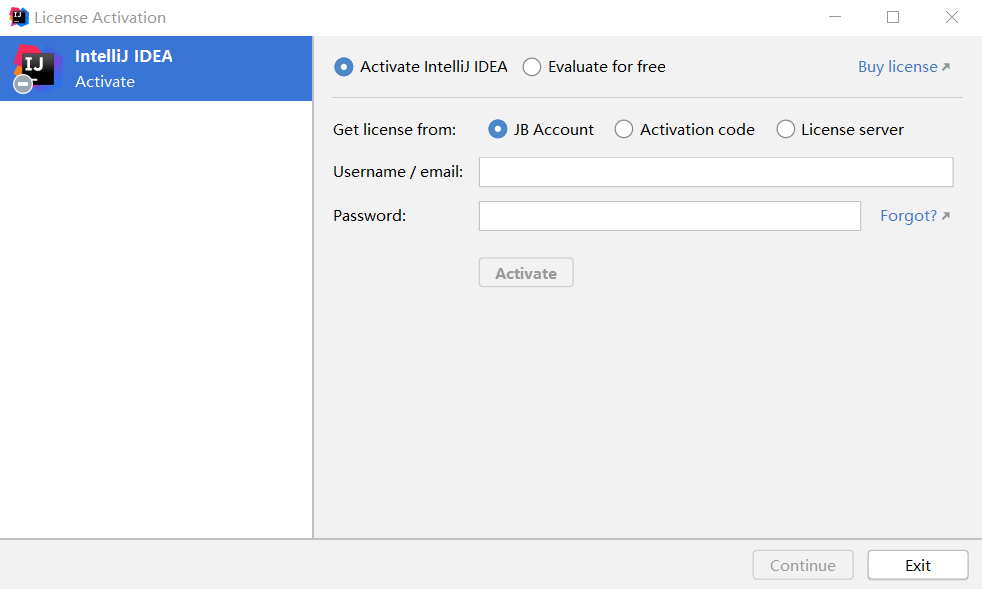 License Activation
IntelliJ IDEA
Activate
Activate IntelliJ IDEA Evaluate for free Buy license
Get license from: JB Account Activation code License server
Username / email:
Password: Forgot?
Activate
Continue Exit